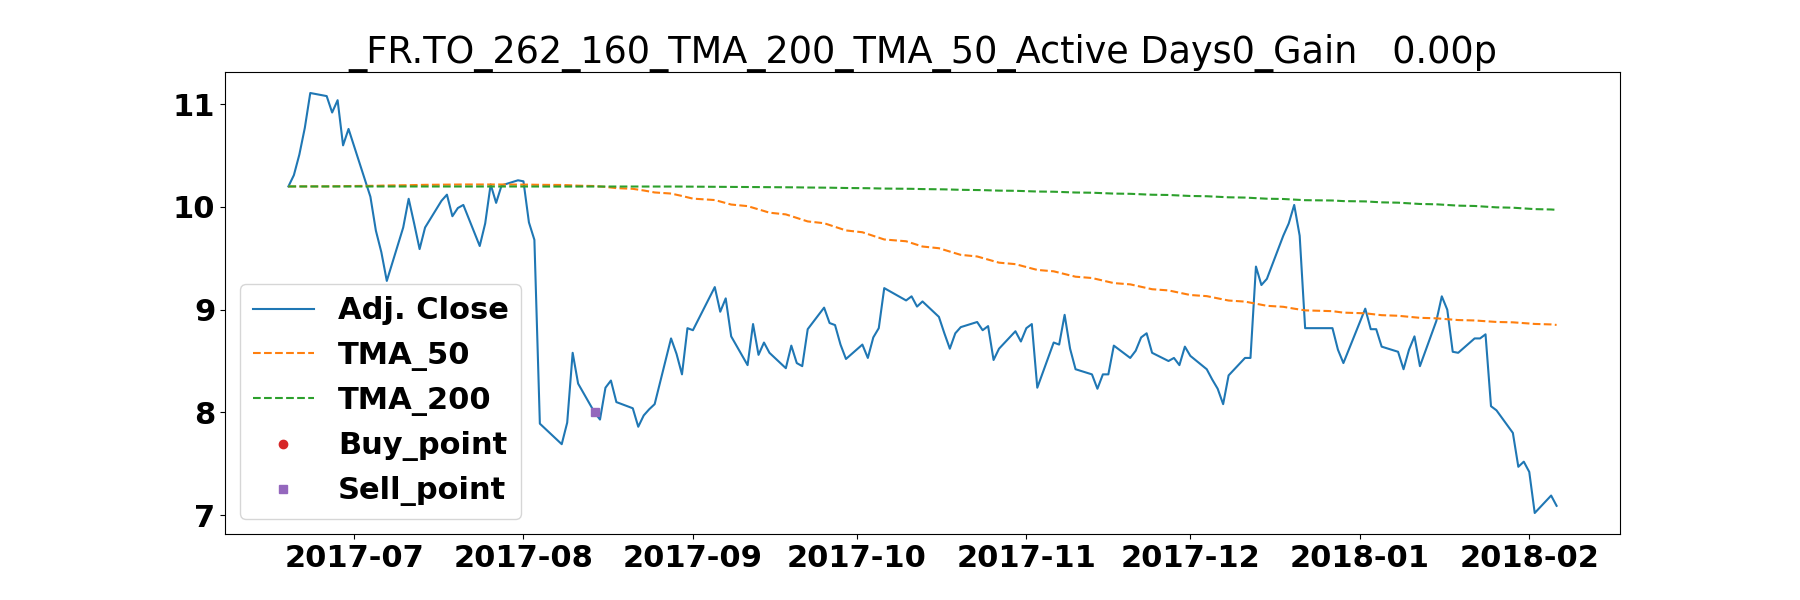 _FR.TO_262_160_TMA_200_TMA_50_Active Days0_Gain   0.00p
11
10
9
8
7
Adj. Close
TMA_50
TMA_200
Buy_point
Sell_point
2017-07 2017-08 2017-09 2017-10 2017-11 2017-12 2018-01 2018-02